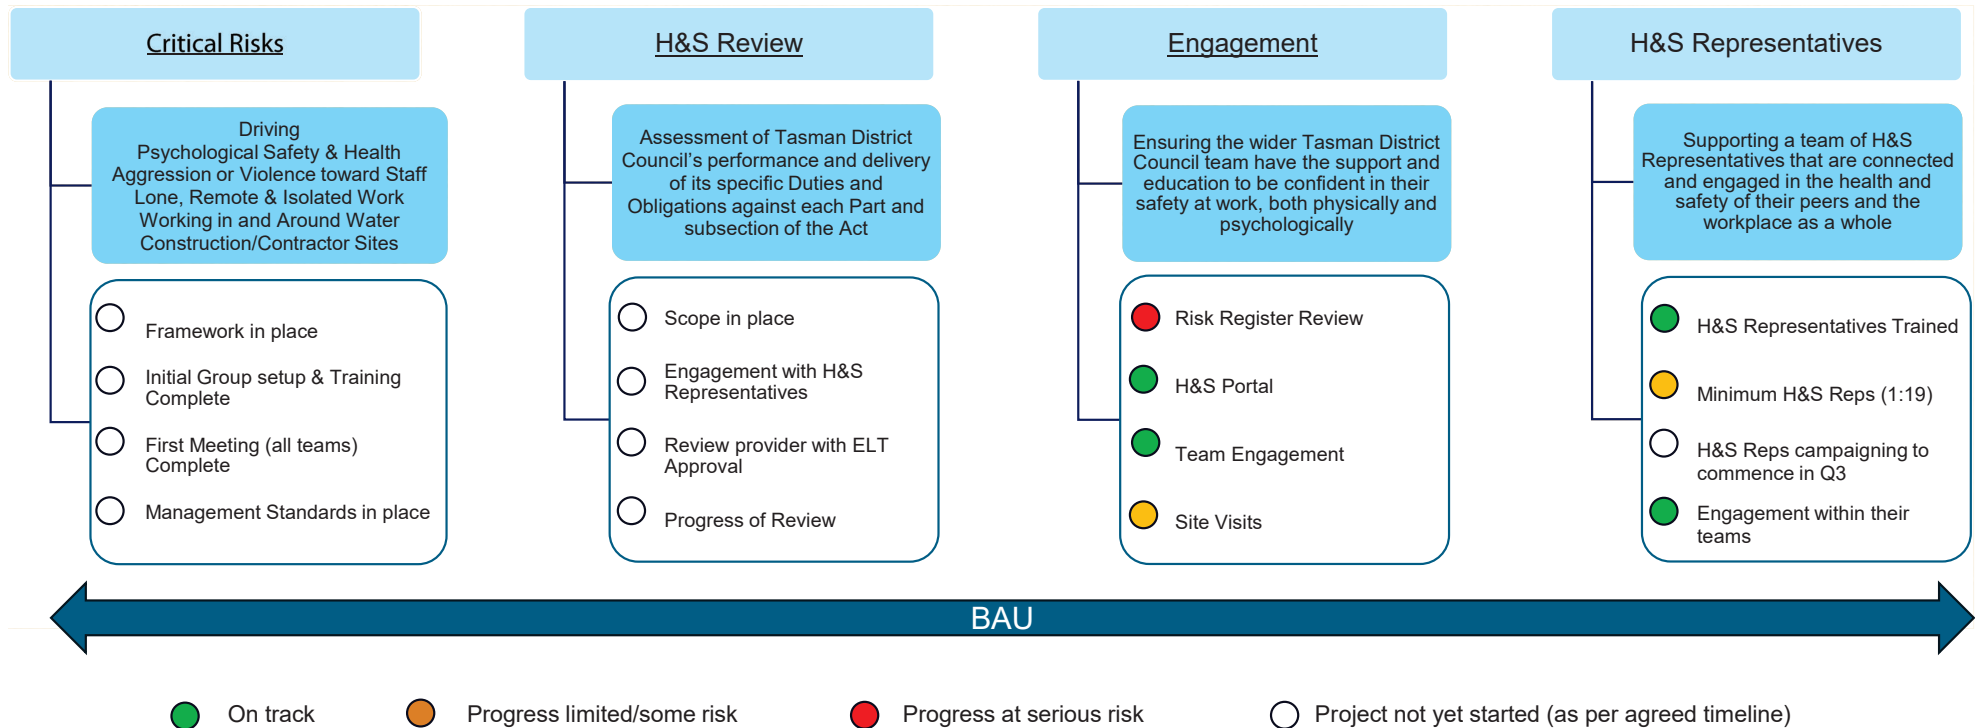 Critical Risks
Driving
Psychological Safety & Health
Aggression or Violence toward Staff
Lone, Remote & Isolated Work
Working in and Around Water
Construction/Contractor Sites
Framework in place
Initial Group setup & Training
Complete
First Meeting (all teams)
Complete
Management Standards in place
H&S Review
Assessment of Tasman District
Council's performance and delivery
of its specific Duties and
Obligations against each Part and
subsection of the Act
Scope in place
Engagement with H&S
Representatives
Review provider with ELT
Approval
Progress of Review
Engagement
Ensuring the wider Tasman District
Council team have the support and
education to be confident in their
safety at work, both physically and
psychologically
Risk Register Review
H&S Portal
Team Engagement
Site Visits
H&S Representatives
Supporting a team of H&S
Representatives that are connected
and engaged in the health and
safety of their peers and the
workplace as a whole
H&S Representatives Trained
Minimum H&S Reps (1:19)
H&S Reps campaigning to
commence in Q3
Engagement within their
teams
BAU
On track
Progress limited/some risk
Progress at serious risk
Project not yet started (as per agreed timeline)